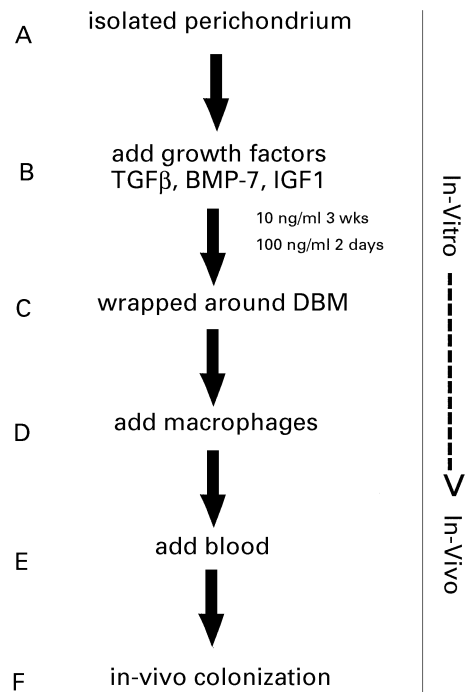 A
isolated perichondrium
B
add growth factors
TGFβ, BMP-7, IGF1
10 ng/ml 3 wks
100 ng/ml 2 days
C
wrapped around DBM
D
add macrophages
E
add blood
F
in-vivo colonization
In-Vitro
In-Vivo